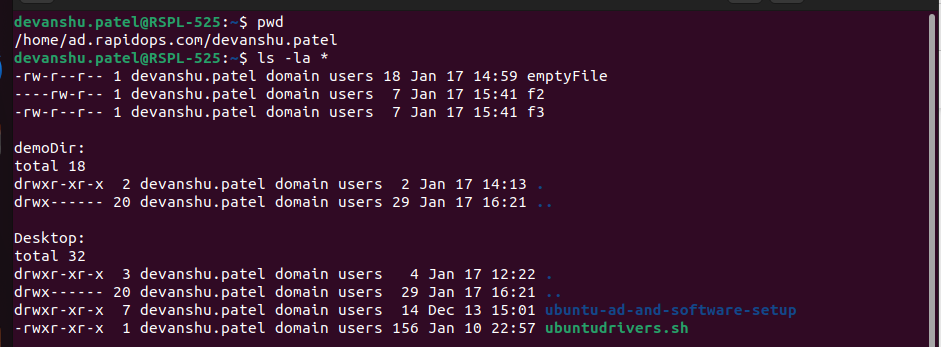 devanshu.patel@RSPL-525:~$ pwd
/home/ad.rapidops.com/devanshu.patel
devanshu.patel@RSPL-525:~$ ls -la *
-rw-r--r-- 1 devanshu.patel domain users 18 Jan 17 14:59 emptyFile
----rw-r-- 1 devanshu.patel domain users  7 Jan 17 15:41 f2
-rw-r--r-- 1 devanshu.patel domain users  7 Jan 17 15:41 f3

demoDir:
total 18
drwxr-xr-x  2 devanshu.patel domain users  2 Jan 17 14:13 .
drwx------ 20 devanshu.patel domain users 29 Jan 17 16:21 ..

Desktop:
total 32
drwxr-xr-x  3 devanshu.patel domain users   4 Jan 17 12:22 .
drwx------ 20 devanshu.patel domain users  29 Jan 17 16:21 ..
drwxr-xr-x  7 devanshu.patel domain users  14 Dec 13 15:01 ubuntu-ad-and-software-setup
-rwxr-xr-x  1 devanshu.patel domain users 156 Jan 10 22:57 ubuntudrivers.sh